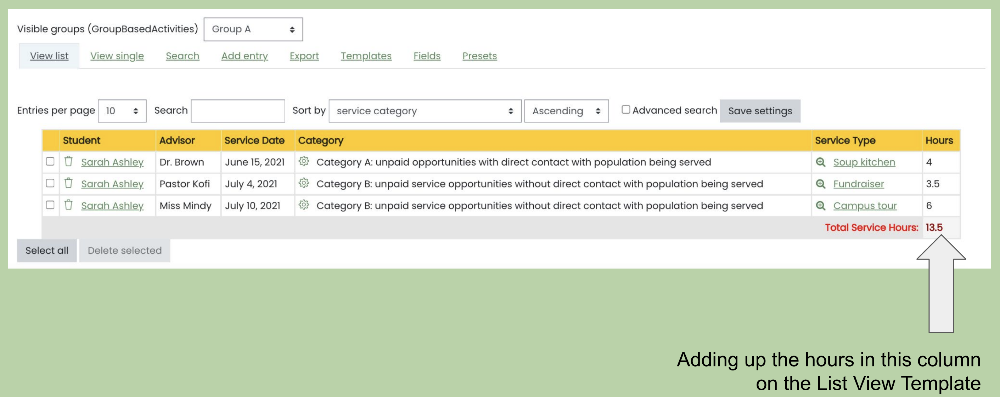 Visible groups (GroupBasedActivities) Group A
View list View single Search Add entry Export Templates Fields Presets
Entries per page 10 Search Sort by service category Ascending Advanced search Save settings
Student Advisor Service Date Category Service Type Hours
Sarah Ashley Dr. Brown June 15, 2021 Category A: unpaid opportunities with direct contact with population being served Soup kitchen 4
Sarah Ashley Pastor Kofi July 4, 2021 Category B: unpaid service opportunities without direct contact with population being served Fundraiser 3.5
Sarah Ashley Miss Mindy July 10, 2021 Category B: unpaid service opportunities without direct contact with population being served Campus tour 6
Total Service Hours: 13.5
Select all Delete selected
Adding up the hours in this column
on the List View Template